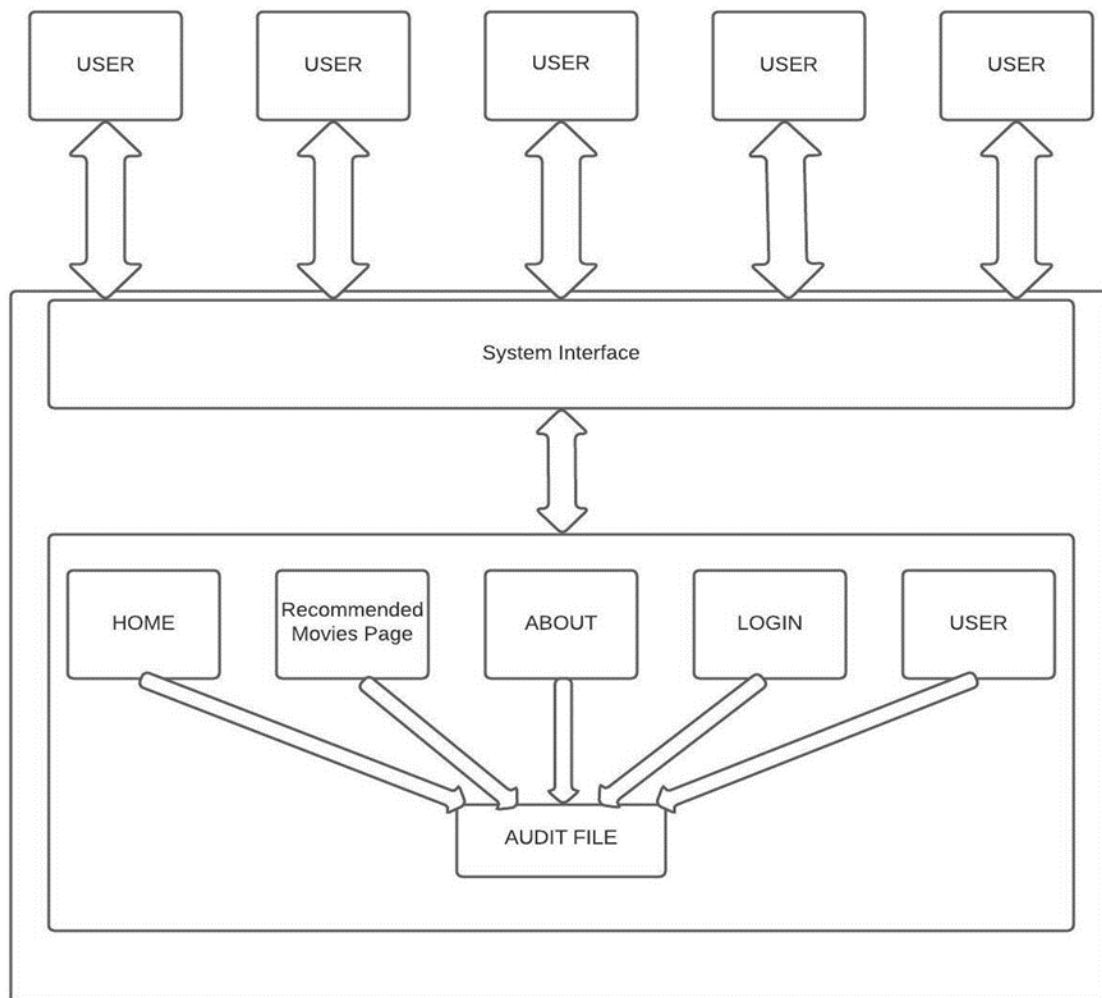 USER
USER
USER
USER
USER
System Interface
HOME
Recommended
Movies Page
ABOUT
LOGIN
USER
AUDIT FILE